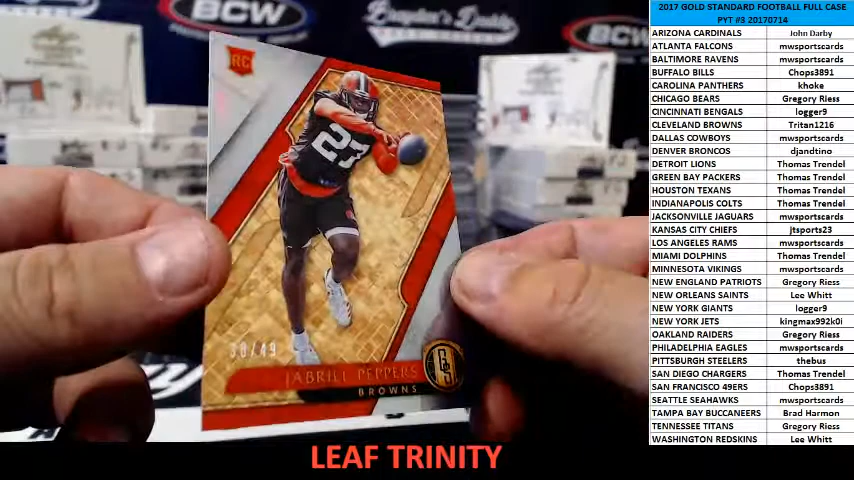 2017 GOLD STANDARD FOOTBALL FULL CASE
PYT #3 20170714
ARIZONA CARDINALS John Darby
ATLANTA FALCONS mwsportscards
BALTIMORE RAVENS mwsportscards
BUFFALO BILLS Chops3891
CAROLINA PANTHERS khoke
CHICAGO BEARS Gregory Riess
CINCINNATI BENGALS logger9
CLEVELAND BROWNS Tritan1216
DALLAS COWBOYS mwsportscards
DENVER BRONCOS djandtino
DETROIT LIONS Thomas Trendel
GREEN BAY PACKERS Thomas Trendel
HOUSTON TEXANS Thomas Trendel
INDIANAPOLIS COLTS Thomas Trendel
JACKSONVILLE JAGUARS mwsportscards
KANSAS CITY CHIEFS jtsports23
LOS ANGELES RAMS mwsportscards
MIAMI DOLPHINS Thomas Trendel
MINNESOTA VIKINGS mwsportscards
NEW ENGLAND PATRIOTS Gregory Riess
NEW ORLEANS SAINTS Lee Whitt
NEW YORK GIANTS logger9
NEW YORK JETS kingmax992k0i
OAKLAND RAIDERS Gregory Riess
PHILADELPHIA EAGLES mwsportscards
PITTSBURGH STEELERS thebus
SAN DIEGO CHARGERS Thomas Trendel
SAN FRANCISCO 49ERS Chops3891
SEATTLE SEAHAWKS mwsportscards
TAMPA BAY BUCCANEERS Brad Harmon
TENNESSEE TITANS Gregory Riess
WASHINGTON REDSKINS Lee Whitt
BCW
BCW
RC
27
30/49
JABRILL PEPPERS
BROWNS
LEAF TRINITY